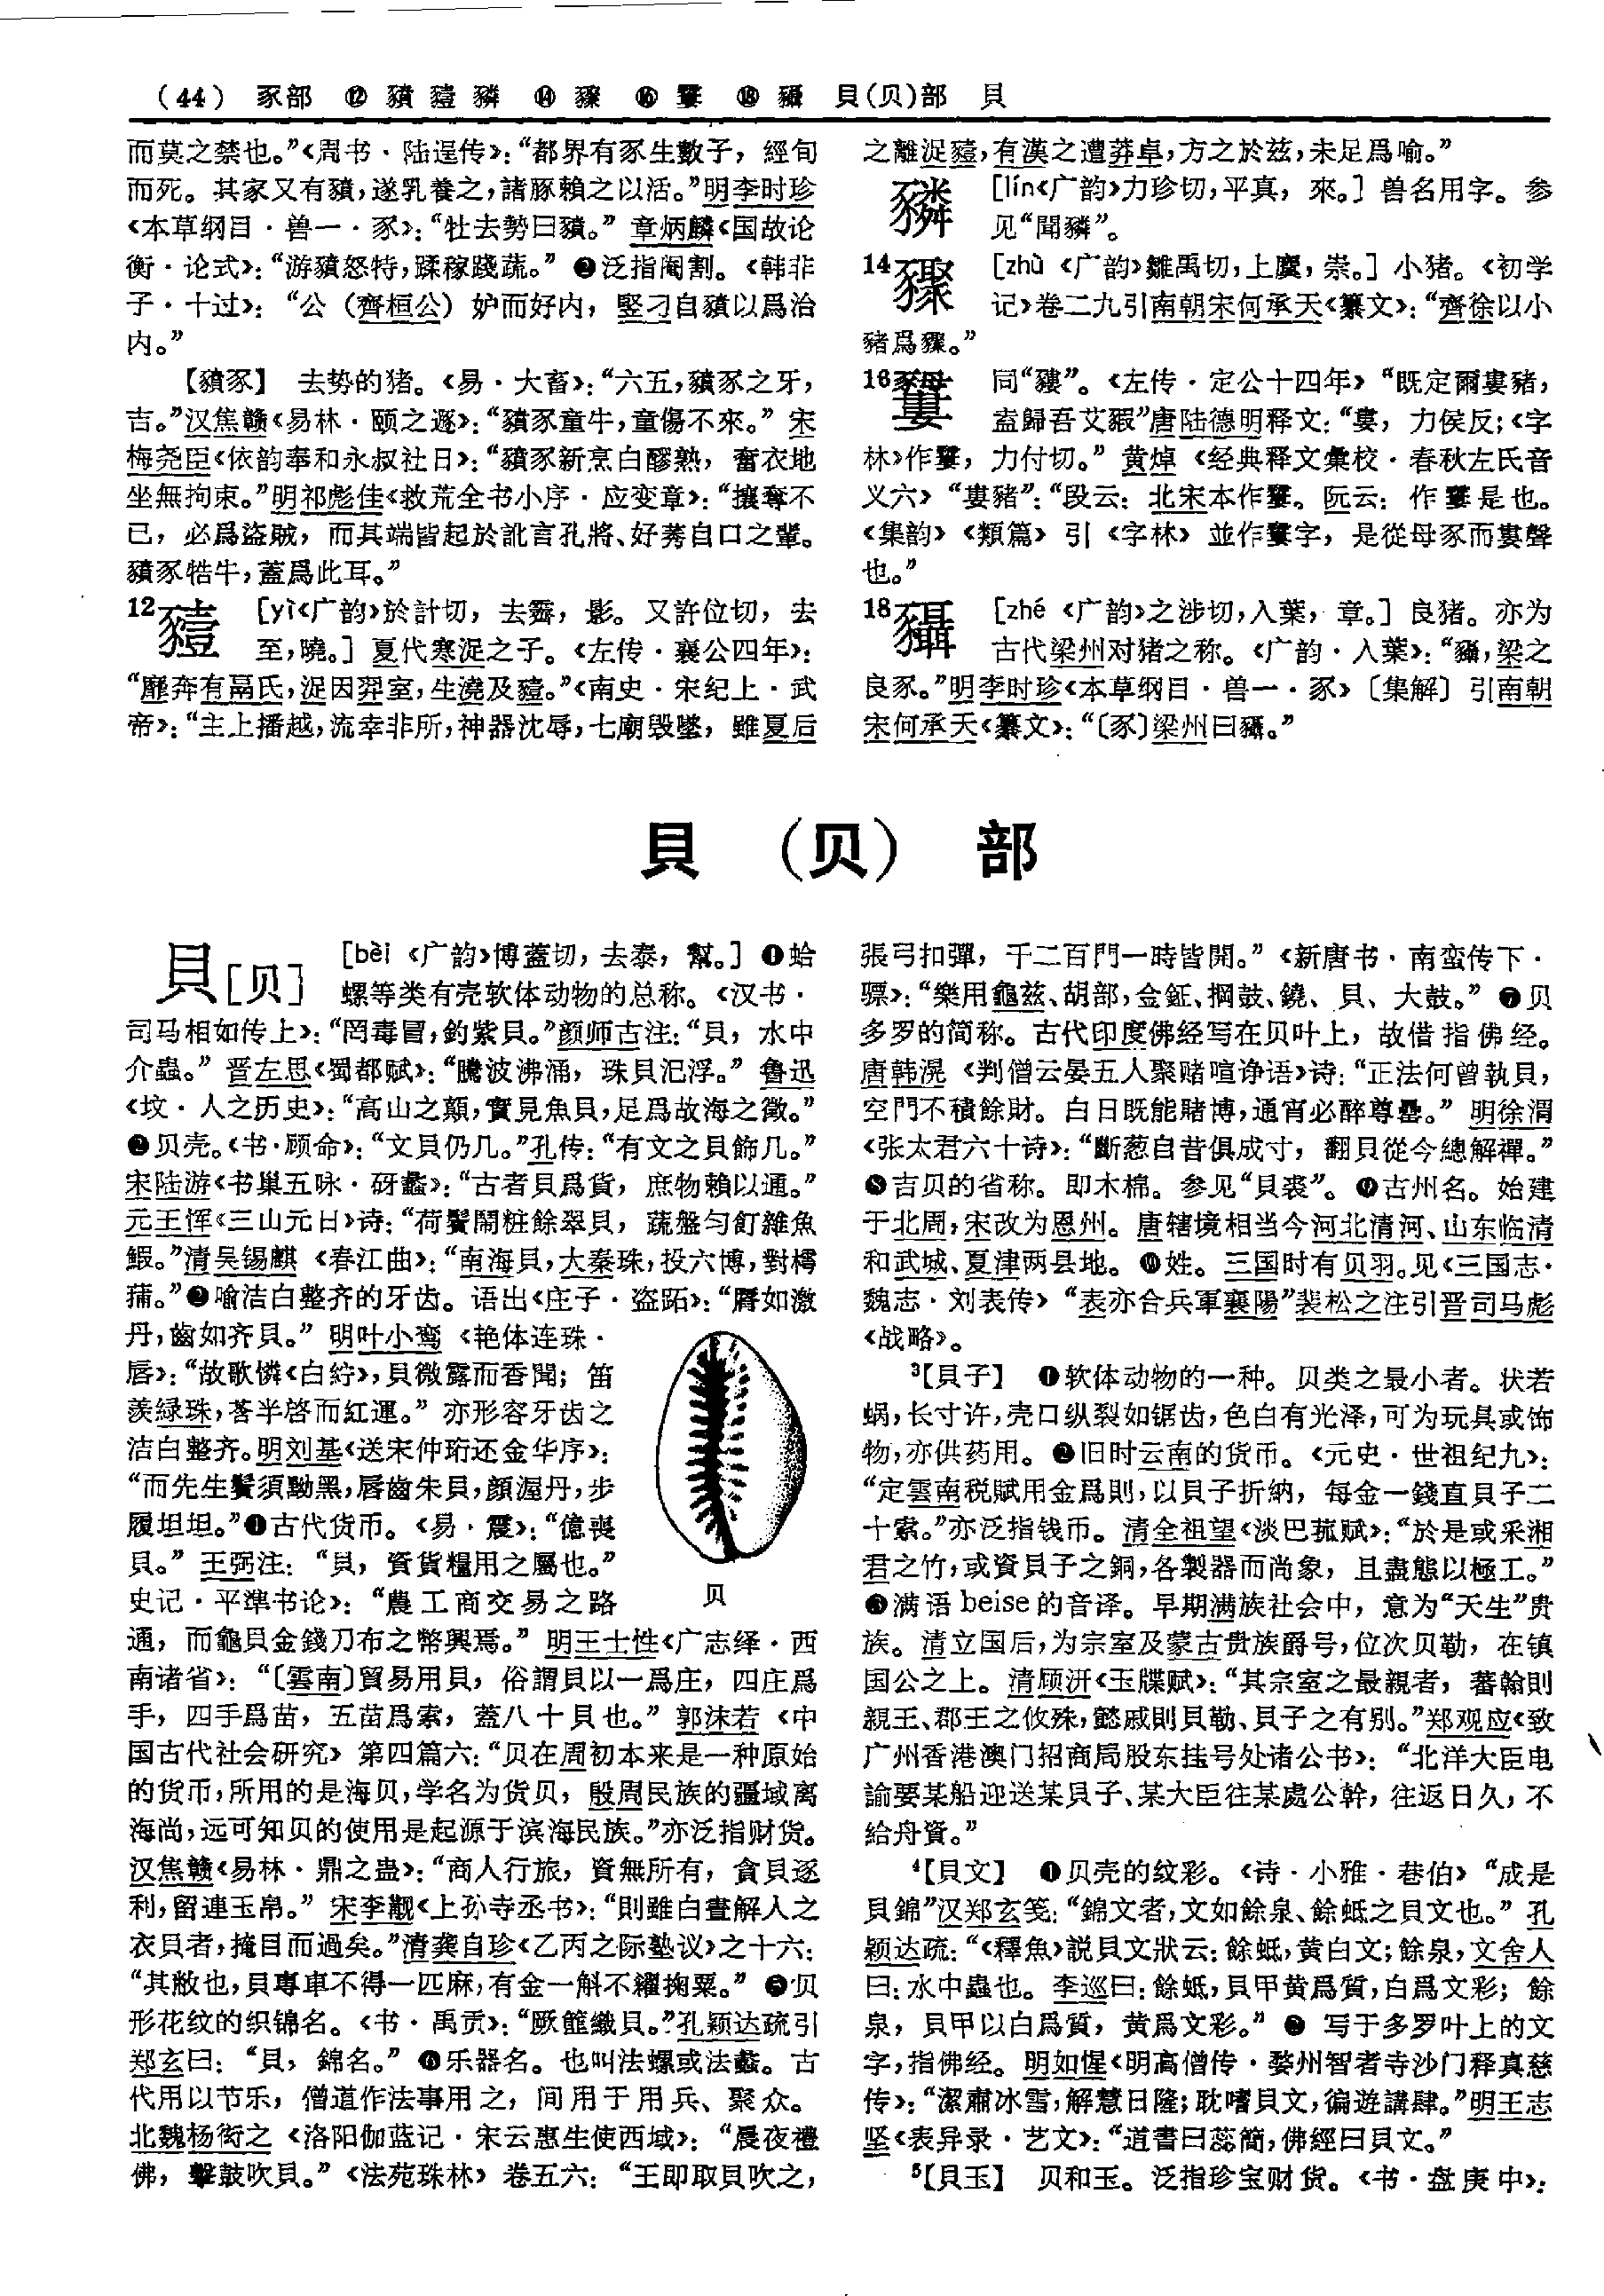 (44) 豕部 ⑫ 豶 豷 𧴔 ⑭ 䝒 ⑯ ⑱ 貝(贝)部 貝
而莫之禁也。”《周书·陆逞传》：“都界有豕生數子，經旬
而死。其家又有豶，遂乳養之，諸豚賴之以活。”明李时珍
《本草纲目·兽一·豕》：“牡去勢曰豶。”章炳麟《国故论
衡·论式》：“游豶怒特，蹂稼踐蔬。”❷泛指阉割。《韩非
子·十过》：“公（齊桓公）妒而好内，竪刁自豶以爲治
内。”
【豶豕】 去势的猪。《易·大畜》：“六五，豶豕之牙，
吉。”汉焦赣《易林·颐之遯》：“豶豕童牛，童傷不來。”宋
梅尧臣《依韵奉和永叔社日》：“豶豕新烹白醪熟，奮衣地
坐無拘束。”明祁彪佳《救荒全书小序·应变章》：“攘奪不
已，必爲盜賊，而其端皆起於訛言孔將、好莠自口之輩。
豶豕牿牛，蓋爲此耳。”
12豷 [yì《广韵》於計切，去霽，影。又許位切，去
至，曉。]夏代寒浞之子。《左传·襄公四年》：
“靡奔有鬲氏，浞因羿室，生澆及豷。”《南史·宋纪上·武
帝》：“主上播越，流幸非所，神器沈辱，七廟毁墜，雖夏后
之離浞豷，有漢之遭莽卓，方之於兹，未足爲喻。”
[lín《广韵》力珍切，平真，來。]兽名用字。参
见“聞”。
14 [zhù《广韵》雛禹切，上麌，崇。]小猪。《初学
记》卷二九引南朝宋何承天《纂文》：“齊徐以小
豬爲。”
16 同“䝏”。《左传·定公十四年》“既定爾婁豬，
盍歸吾艾豭”唐陆德明释文：“婁，力侯反；《字
林》作，力付切。”黄焯《经典释文彙校·春秋左氏音
义六》“婁豬”：“段云：北宋本作。阮云：作是也。
《集韵》《類篇》引《字林》並作字，是從母豕而婁聲
也。”
18 [zhé《广韵》之涉切，入葉，章。]良猪。亦为
古代梁州对猪之称。《广韵·入葉》：“，梁之
良豕。”明李时珍《本草纲目·兽一·豕》〔集解〕引南朝
宋何承天《纂文》：“〔豕〕梁州曰。”
貝（贝）部
貝[贝] [bèi《广韵》博蓋切，去泰，幫。]❶蛤
螺等类有壳软体动物的总称。《汉书·
司马相如传上》：“罔毒冒，釣紫貝。”颜师古注：“貝，水中
介蟲。”晋左思《蜀都赋》：“騰波沸涌，珠貝氾浮。”鲁迅
《坟·人之历史》：“高山之顛，實見魚貝，足爲故海之徵。”
❷贝壳。《书·顾命》：“文貝仍几。”孔传：“有文之貝飾几。”
宋陆游《书巢五咏·砑蠡》：“古者貝爲貨，庶物賴以通。”
元王恽《三山元日》诗：“荷鬢鬧粧餘翠貝，蔬盤勻飣雜魚
鰕。”清吴锡麒《春江曲》：“南海貝，大秦珠，投六博，對樗
蒱。”❸喻洁白整齐的牙齿。语出《庄子·盗跖》：“脣如激
丹，齒如齐貝。”明叶小鸾《艳体连珠·
唇》：“故歌憐《白紵》，貝微露而香聞；笛
羡绿珠，苔半啓而紅運。”亦形容牙齿之
洁白整齐。明刘基《送宋仲珩还金华序》：
“而先生鬢須黝黑，唇齒朱貝，顔渥丹，步
履坦坦。”❹古代货币。《易·震》：“億喪
貝。”王弼注：“貝，資貨糧用之屬也。”
史记·平準书论》：“農工商交易之路
通，而龜貝金錢刀布之幣興焉。”明王士性《广志绎·西
南诸省》：“〔雲南〕貿易用貝，俗謂貝以一爲庄，四庄爲
手，四手爲苗，五苗爲索，蓋八十貝也。”郭沫若《中
国古代社会研究》第四篇六：“贝在周初本来是一种原始
的货币，所用的是海贝，学名为货贝，殷周民族的疆域离
海尚，远可知贝的使用是起源于滨海民族。”亦泛指财货。
汉焦赣《易林·鼎之蛊》：“商人行旅，資無所有，貪貝逐
利，留連玉帛。”宋李觏《上孙寺丞书》：“則雖白晝解人之
衣貝者，掩目而過矣。”清龚自珍《乙丙之际塾议》之十六：
“其敝也，貝專車不得一匹麻，有金一斛不糴掬粟。”❺贝
形花纹的织锦名。《书·禹贡》：“厥篚織貝。”孔颖达疏引
郑玄曰：“貝，錦名。”❻乐器名。也叫法螺或法蠡。古
代用以节乐，僧道作法事用之，间用于用兵、聚众。
北魏杨衒之《洛阳伽蓝记·宋云惠生使西域》：“晨夜禮
佛，擊鼓吹貝。”《法苑珠林》卷五六：“王即取貝吹之，
贝
張弓扣彈，干二百門一時皆開。”《新唐书·南蛮传下·
骠》：“樂用龜兹、胡部，金鉦、掆鼓、鐃、貝、大鼓。”❼贝
多罗的简称。古代印度佛经写在贝叶上，故借指佛经。
唐韩滉《判僧云晏五人聚赌喧诤语》诗：“正法何曾執貝，
空門不積餘財。白日既能賭博，通宵必醉尊罍。”明徐渭
《张太君六十诗》：“斷葱自昔俱成寸，翻貝從今總解禪。”
❽吉贝的省称。即木棉。参见“貝裘”。❾古州名。始建
于北周，宋改为恩州。唐辖境相当今河北清河、山东临清
和武城、夏津两县地。❿姓。三国时有贝羽。见《三国志·
魏志·刘表传》“表亦合兵軍襄陽”裴松之注引晋司马彪
《战略》。
3【貝子】 ❶软体动物的一种。贝类之最小者。状若
蜗，长寸许，壳口纵裂如锯齿，色白有光泽，可为玩具或饰
物，亦供药用。❷旧时云南的货币。《元史·世祖纪九》：
“定雲南税賦用金爲則，以貝子折納，每金一錢直貝子二
十索。”亦泛指钱币。清全祖望《淡巴菰赋》：“於是或采湘
君之竹，或資貝子之銅，各製器而尚象，且盡態以極工。”
❸满语beise的音译。早期满族社会中，意为“天生”贵
族。清立国后，为宗室及蒙古贵族爵号，位次贝勒，在镇
国公之上。清顾汧《玉牒赋》：“其宗室之最親者，蕃翰則
親王、郡王之攸殊，懿戚則貝勒、貝子之有别。”郑观应《致
广州香港澳门招商局股东挂号处诸公书》：“北洋大臣电
諭要某船迎送某貝子、某大臣往某處公幹，往返日久，不
給舟資。”
4【貝文】 ❶贝壳的纹彩。《诗·小雅·巷伯》“成是
貝錦”汉郑玄笺：“錦文者，文如餘泉、餘蚳之貝文也。”孔
颖达疏：“《釋魚》説貝文狀云：餘蚳，黄白文；餘泉，文舍人
曰：水中蟲也。李巡曰：餘蚳，貝甲黄爲質，白爲文彩；餘
泉，貝甲以白爲質，黄爲文彩。”❷写于多罗叶上的文
字，指佛经。明如惺《明高僧传·婺州智者寺沙门释真慈
传》：“潔肅冰雪，解慧日隆；耽嗜貝文，徧遊講肆。”明王志
坚《表异录·艺文》：“道書曰蕊簡，佛經曰貝文。”
5【貝玉】 贝和玉。泛指珍宝财货。《书·盘庚中》：